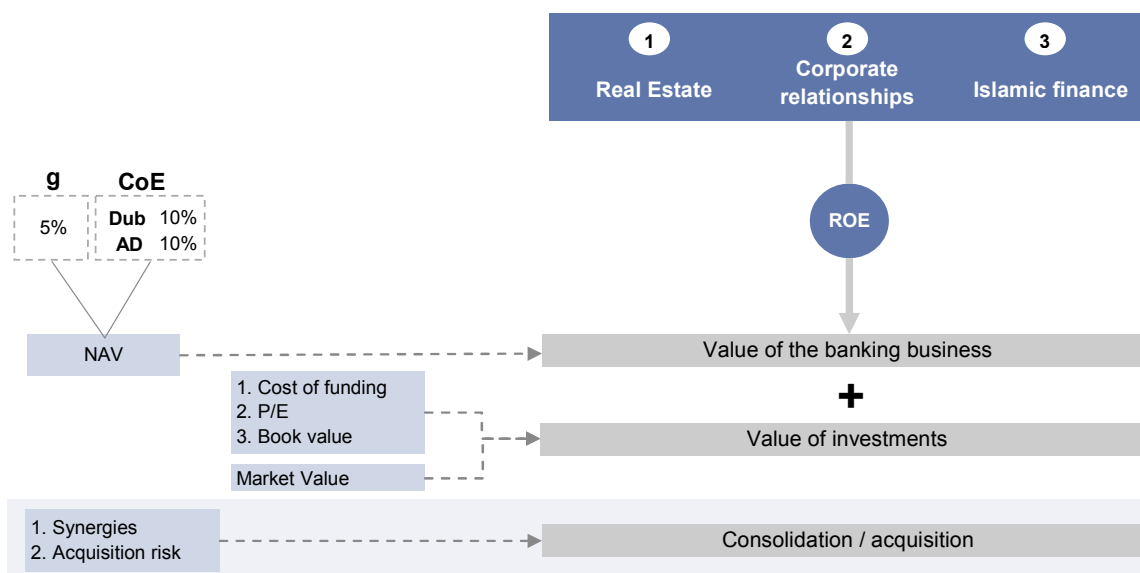 1
2
3
Real Estate
Corporate
relationships
Islamic finance
g
CoE
5%
Dub 10%
AD 10%
ROE
NAV
Value of the banking business
1. Cost of funding
2. P/E
3. Book value
+
Value of investments
Market Value
1. Synergies
2. Acquisition risk
Consolidation / acquisition